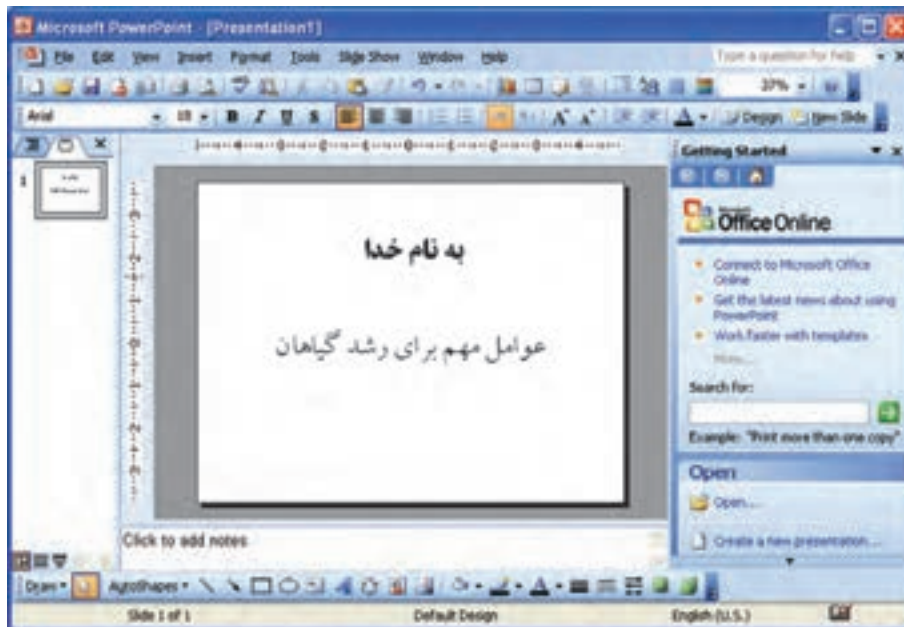 Microsoft PowerPoint - [Presentation1]
File Edit View Insert Format Tools Slide Show Window Help
Type a question for help
37%
Arial 18 B I U S Design New Slide
Getting Started
1
Microsoft
Office Online
Connect to Microsoft Office
Online
Get the latest news about using
PowerPoint
Work faster with templates
More...
Search for:
Example: "Print more than one copy"
Open
Open...
Create a new presentation...
به نام خدا
عوامل مهم برای رشد گیاهان
Click to add notes
Draw AutoShapes
Slide 1 of 1 Default Design English (U.S.)